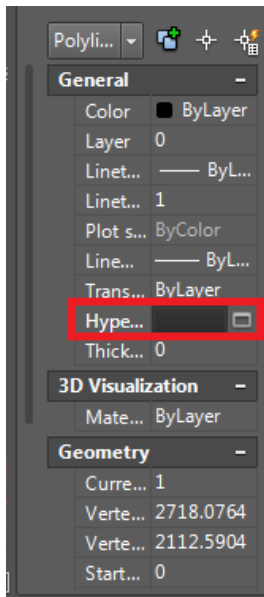 Polyli...
General
Color ByLayer
Layer 0
Linet... ByL...
Linet... 1
Plot s... ByColor
Line... ByL...
Trans... ByLayer
Hype...
Thick... 0
3D Visualization
Mate... ByLayer
Geometry
Curre... 1
Verte... 2718.0764
Verte... 2112.5904
Start... 0